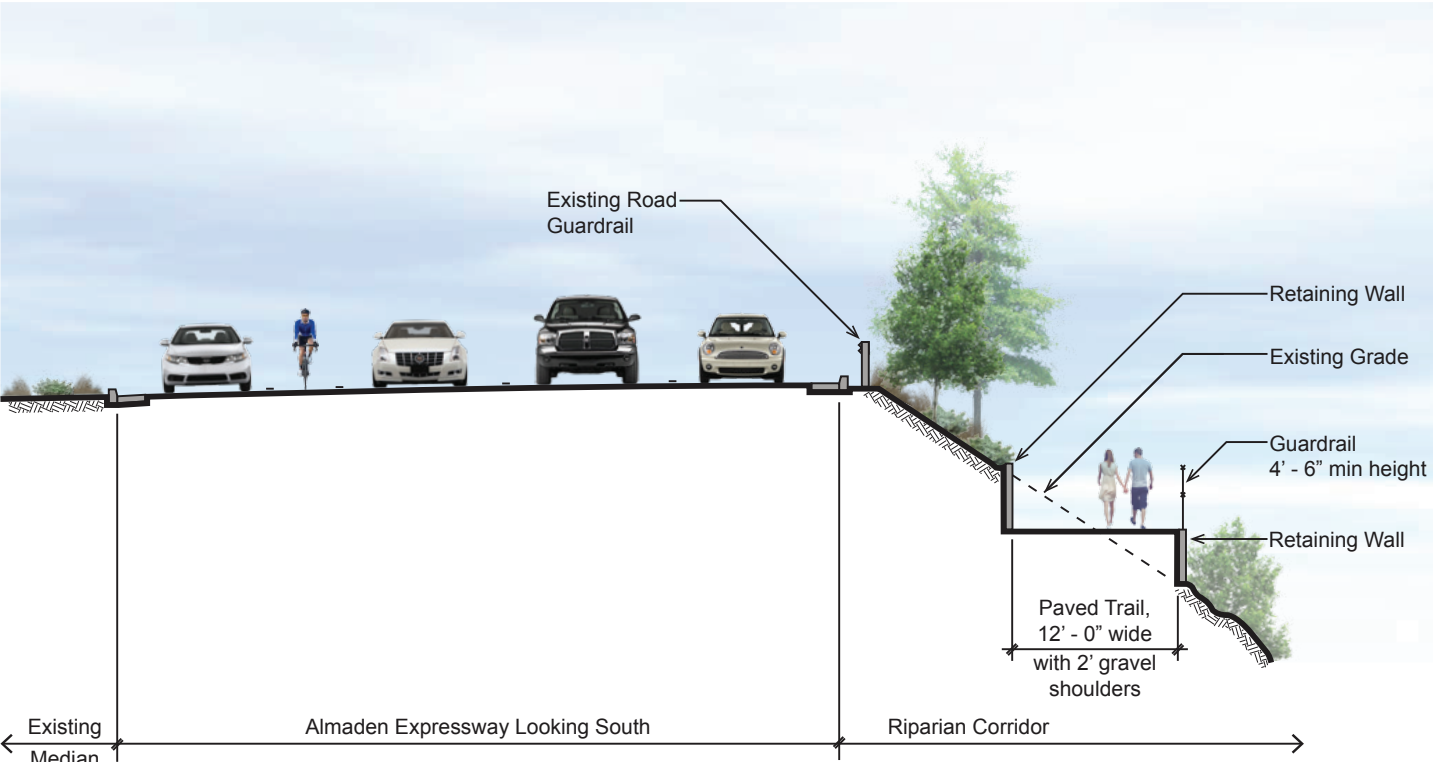 Existing Road
Guardrail
Retaining Wall
Existing Grade
Guardrail
4’ - 6” min height
Retaining Wall
Paved Trail,
12’ - 0” wide
with 2’ gravel
shoulders
Existing
Median
Almaden Expressway Looking South
Riparian Corridor